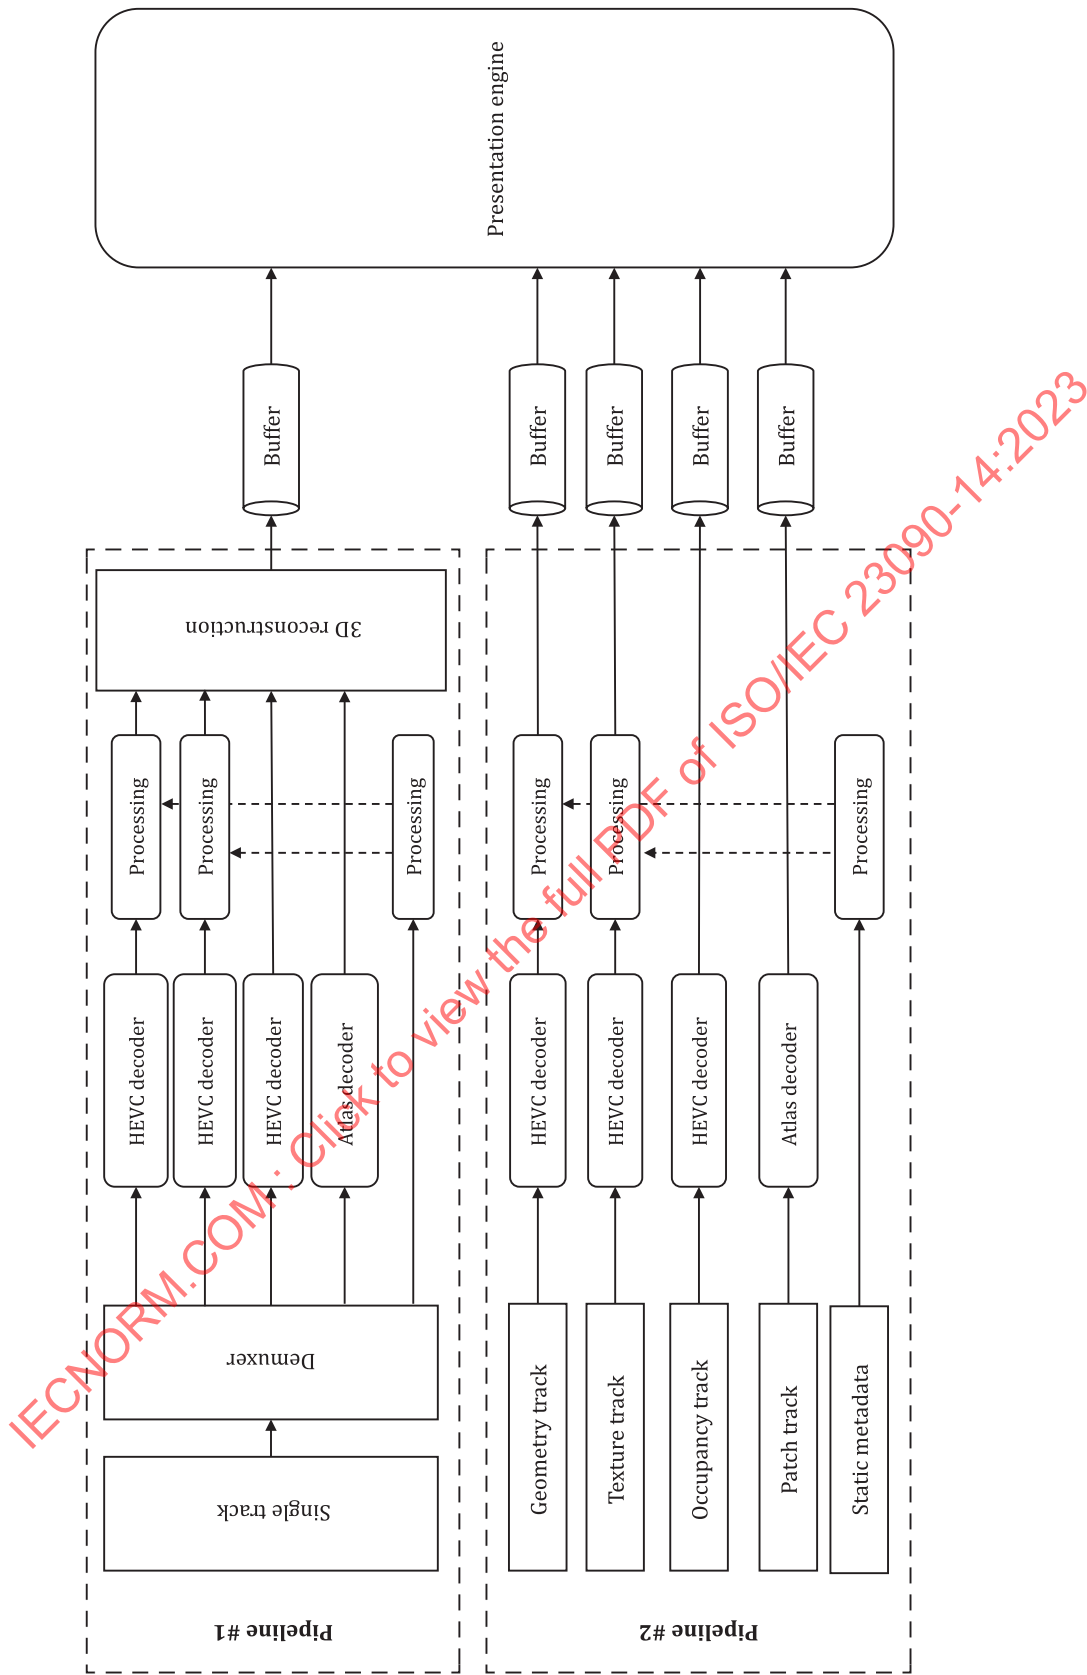 Pipeline #1
Single track
Demuxer
HEVC decoder
HEVC decoder
HEVC decoder
Atlas decoder
Processing
Processing
Processing
3D reconstruction
Buffer
Pipeline #2
Geometry track
Texture track
Occupancy track
Patch track
Static metadata
HEVC decoder
HEVC decoder
HEVC decoder
Atlas decoder
Processing
Processing
Processing
Buffer
Buffer
Buffer
Buffer
Presentation engine
IECNORM.COM : Click to view the full PDF of ISO/IEC 23090-14:2023